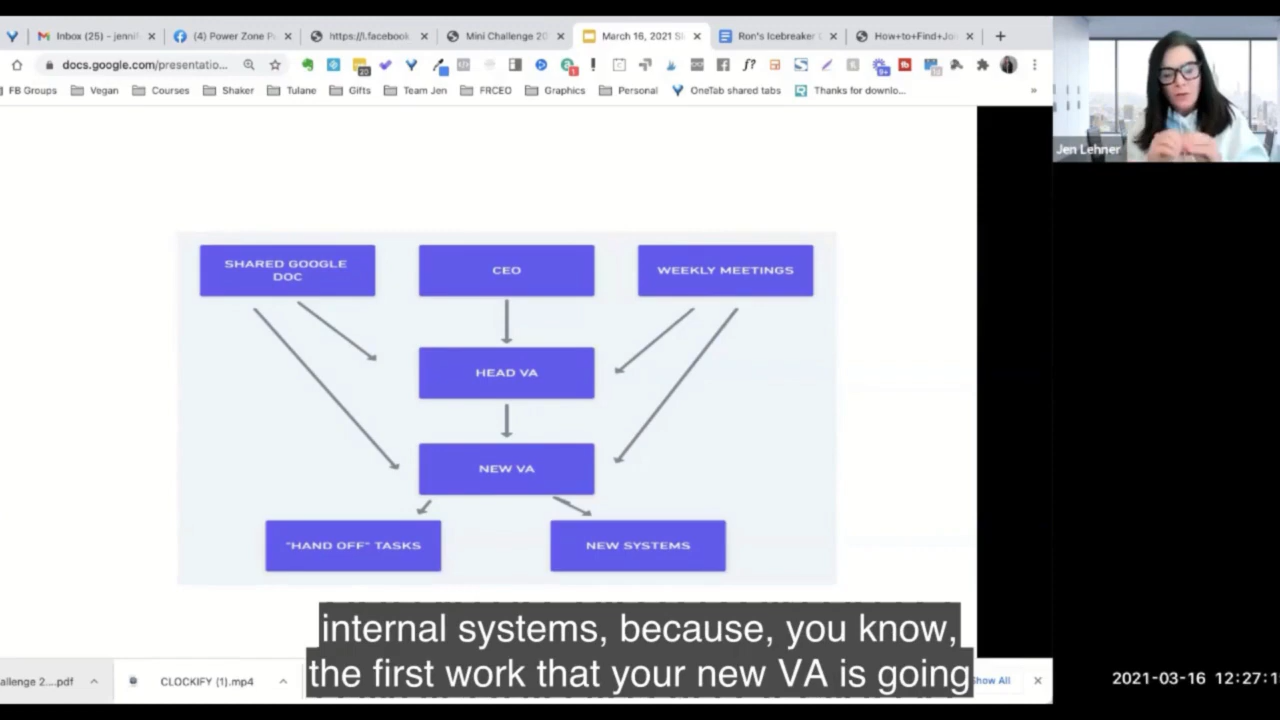 Inbox (25) - jennif
(4) Power Zone P
https://l.facebook
Mini Challenge 20
March 16, 2021 Sl
Ron's Icebreaker
How+to+Find+Jo
docs.google.com/presentatio...
20
1
f?
9+
FB Groups
Vegan
Courses
Shaker
Tulane
Gifts
Team Jen
FRCEO
Graphics
Personal
OneTab shared tabs
Thanks for downlo...
»
Jen Lehner
SHARED GOOGLE
DOC
CEO
WEEKLY MEETINGS
HEAD VA
NEW VA
"HAND OFF" TASKS
NEW SYSTEMS
internal systems, because, you know,
the first work that your new VA is going
allenge 2....pdf
CLOCKIFY (1).mp4
Show All
2021-03-16 12:27:1